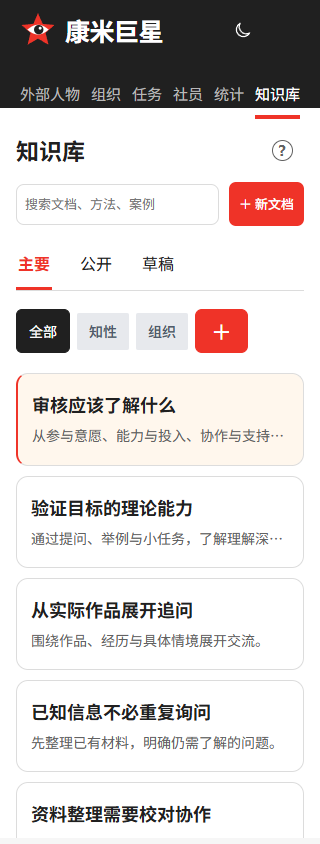 康米巨星
外部人物 组织 任务 社员 统计 知识库
知识库
?
搜索文档、方法、案例
+ 新文档
主要 公开 草稿
全部 知性 组织 +
审核应该了解什么
从参与意愿、能力与投入、协作与支持…
验证目标的理论能力
通过提问、举例与小任务，了解理解深…
从实际作品展开追问
围绕作品、经历与具体情境展开交流。
已知信息不必重复询问
先整理已有材料，明确仍需了解的问题。
资料整理需要校对协作